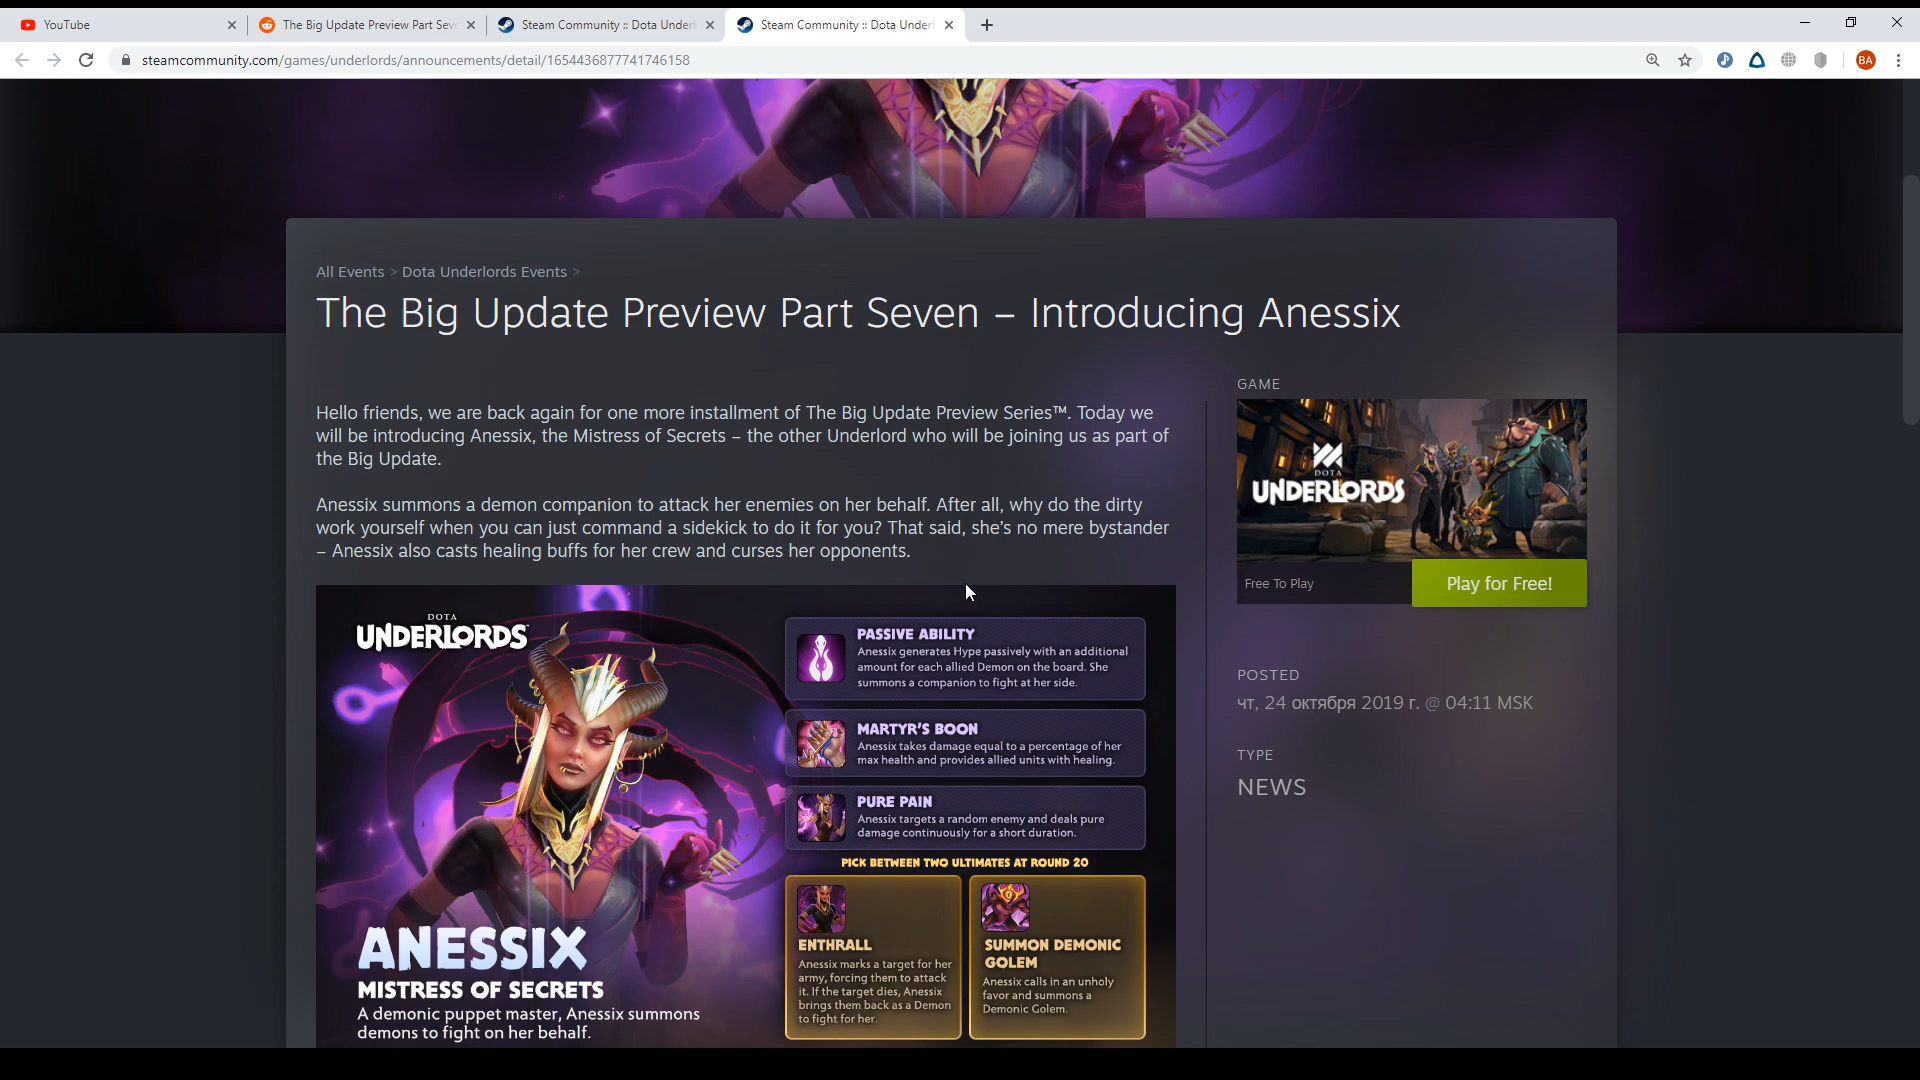 YouTube
The Big Update Preview Part Seve
Steam Community :: Dota Underl
Steam Community :: Dota Underl
steamcommunity.com/games/underlords/announcements/detail/1654436877741746158
BA
All Events > Dota Underlords Events >
The Big Update Preview Part Seven – Introducing Anessix
Hello friends, we are back again for one more installment of The Big Update Preview Series™. Today we
will be introducing Anessix, the Mistress of Secrets – the other Underlord who will be joining us as part of
the Big Update.
Anessix summons a demon companion to attack her enemies on her behalf. After all, why do the dirty
work yourself when you can just command a sidekick to do it for you? That said, she's no mere bystander
– Anessix also casts healing buffs for her crew and curses her opponents.
DOTA
UNDERLORDS
PASSIVE ABILITY
Anessix generates Hype passively with an additional
amount for each allied Demon on the board. She
summons a companion to fight at her side.
MARTYR'S BOON
Anessix takes damage equal to a percentage of her
max health and provides allied units with healing.
PURE PAIN
Anessix targets a random enemy and deals pure
damage continuously for a short duration.
PICK BETWEEN TWO ULTIMATES AT ROUND 20
ENTHRALL
Anessix marks a target for her
army, forcing them to attack
it. If the target dies, Anessix
brings them back as a Demon
to fight for her.
SUMMON DEMONIC
GOLEM
Anessix calls in an unholy
favor and summons a
Demonic Golem.
ANESSIX
MISTRESS OF SECRETS
A demonic puppet master, Anessix summons
demons to fight on her behalf.
GAME
DOTA
UNDERLORDS
Free To Play
Play for Free!
POSTED
чт, 24 октября 2019 г. @ 04:11 MSK
TYPE
NEWS